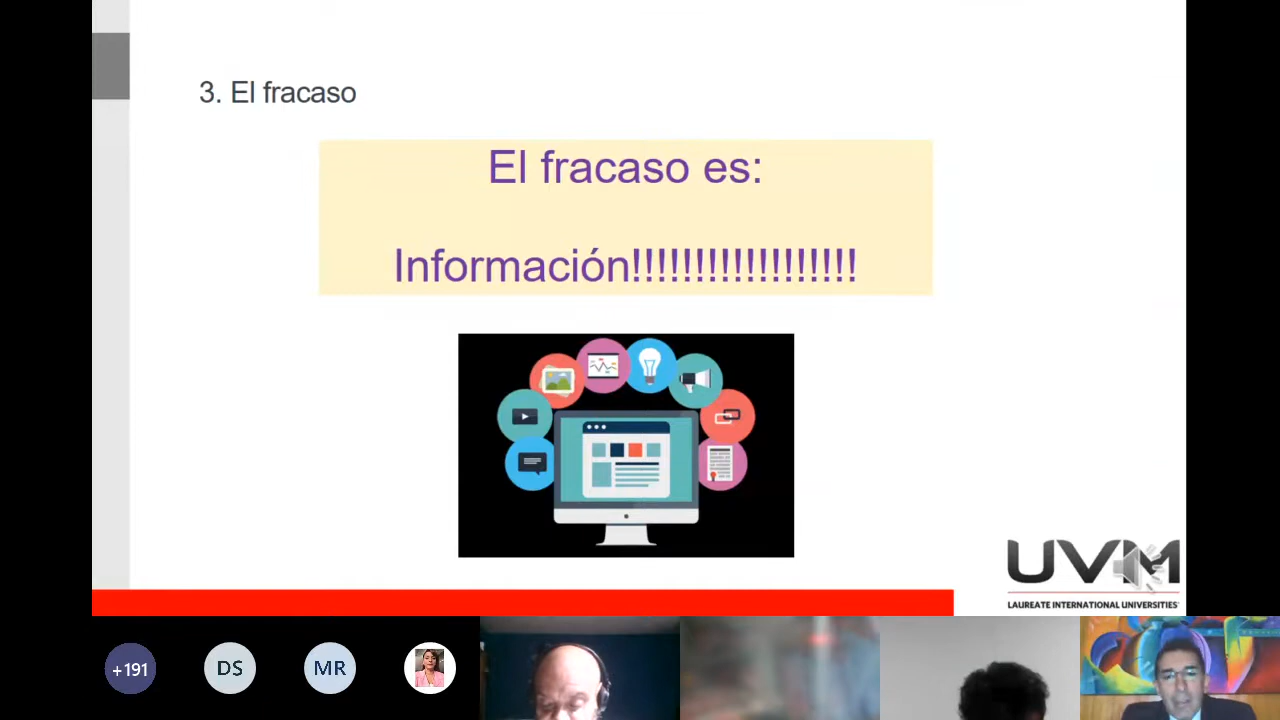 3. El fracaso
El fracaso es:
Información!!!!!!!!!!!!!!!!!!
UVM
LAUREATE INTERNATIONAL UNIVERSITIES
+191
DS
MR